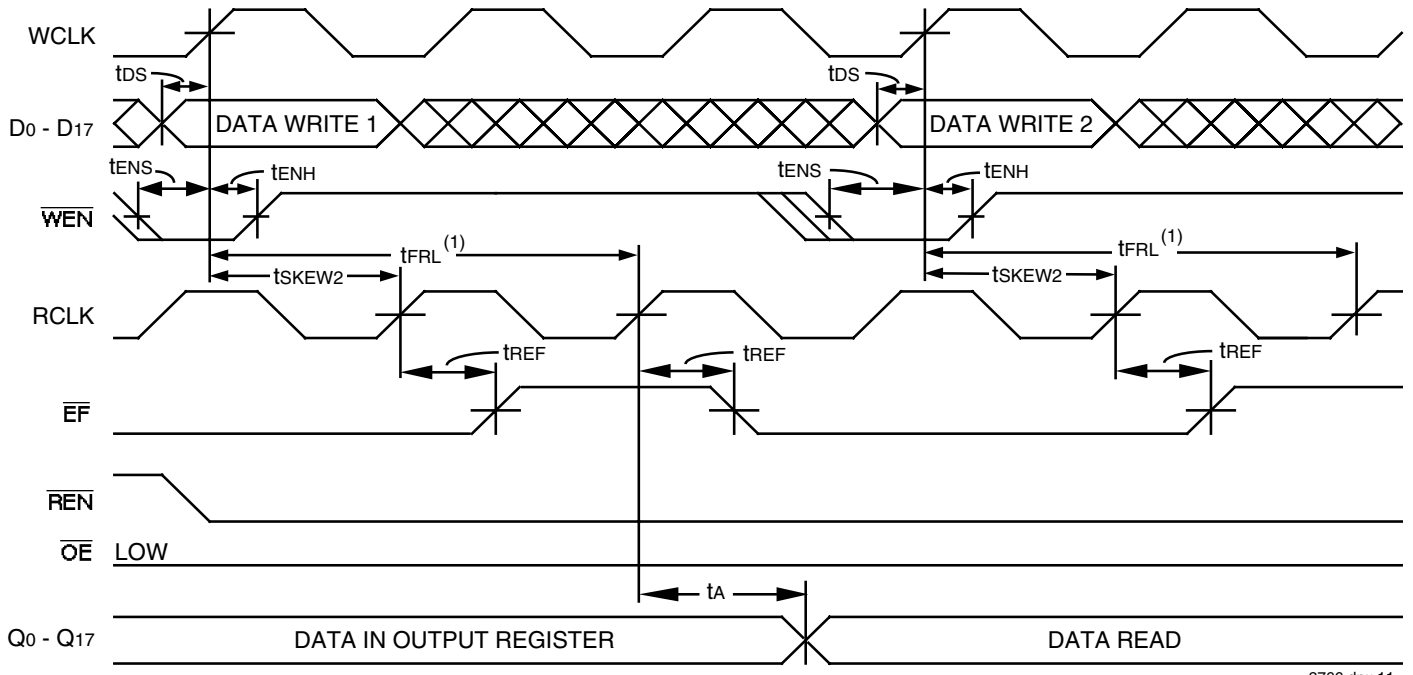 WCLK
tDS
tDS
D0 - D17
DATA WRITE 1
DATA WRITE 2
tENS
tENH
tENS
tENH
WEN
tFRL(1)
tFRL(1)
tSKEW2
tSKEW2
RCLK
tREF
tREF
tREF
EF
REN
OE
LOW
tA
Q0 - Q17
DATA IN OUTPUT REGISTER
DATA READ